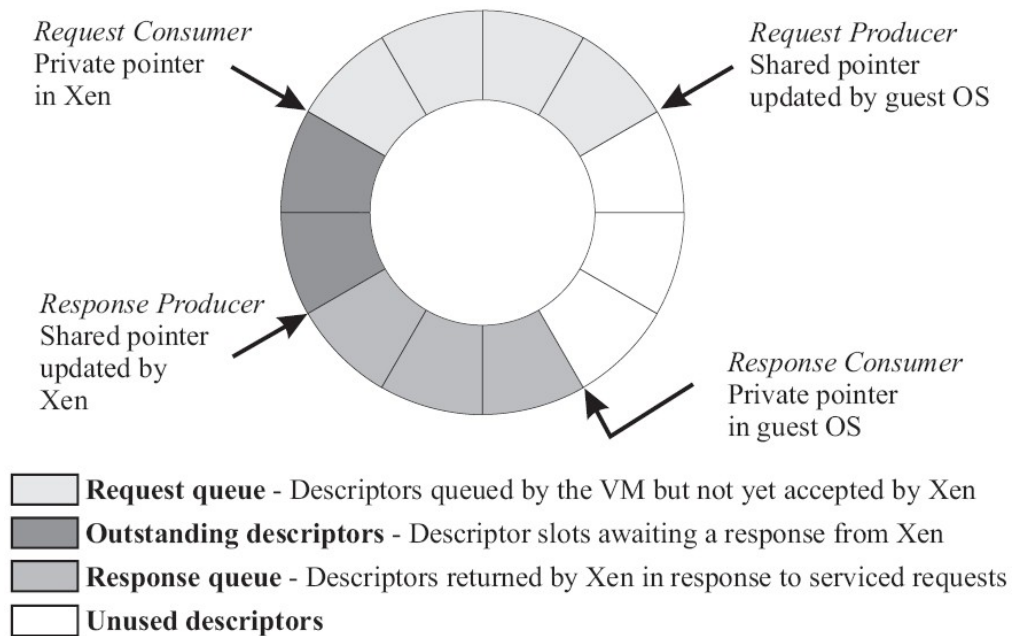 Request Consumer
Private pointer
in Xen
Request Producer
Shared pointer
updated by guest OS
Response Producer
Shared pointer
updated by
Xen
Response Consumer
Private pointer
in guest OS
Request queue - Descriptors queued by the VM but not yet accepted by Xen
Outstanding descriptors - Descriptor slots awaiting a response from Xen
Response queue - Descriptors returned by Xen in response to serviced requests
Unused descriptors